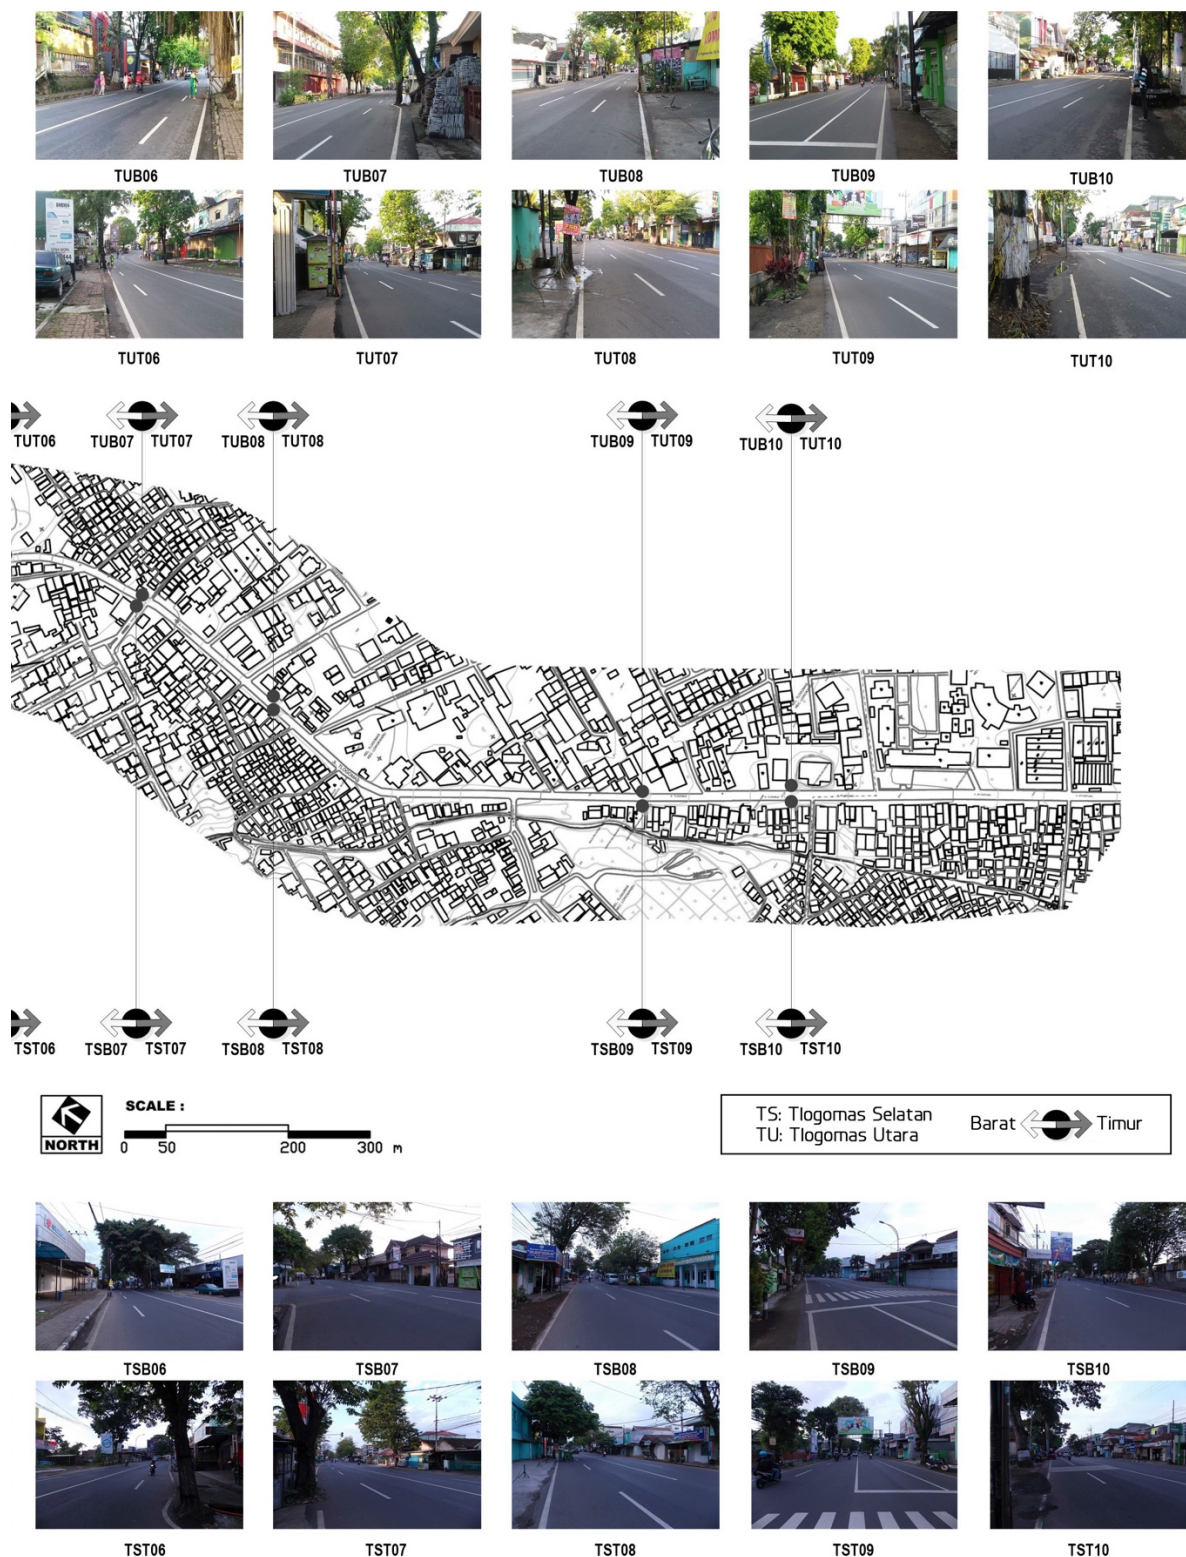 TUB06 TUB07 TUB08 TUB09 TUB10
TUT06 TUT07 TUT08 TUT09 TUT10
TUT06 TUB07 TUT07 TUB08 TUT08 TUB09 TUT09 TUB10 TUT10
TST06 TSB07 TST07 TSB08 TST08 TSB09 TST09 TSB10 TST10
NORTH
SCALE :
0 50 200 300 m
TS: Tlogomas Selatan
TU: Tlogomas Utara
Barat Timur
TSB06 TSB07 TSB08 TSB09 TSB10
TST06 TST07 TST08 TST09 TST10